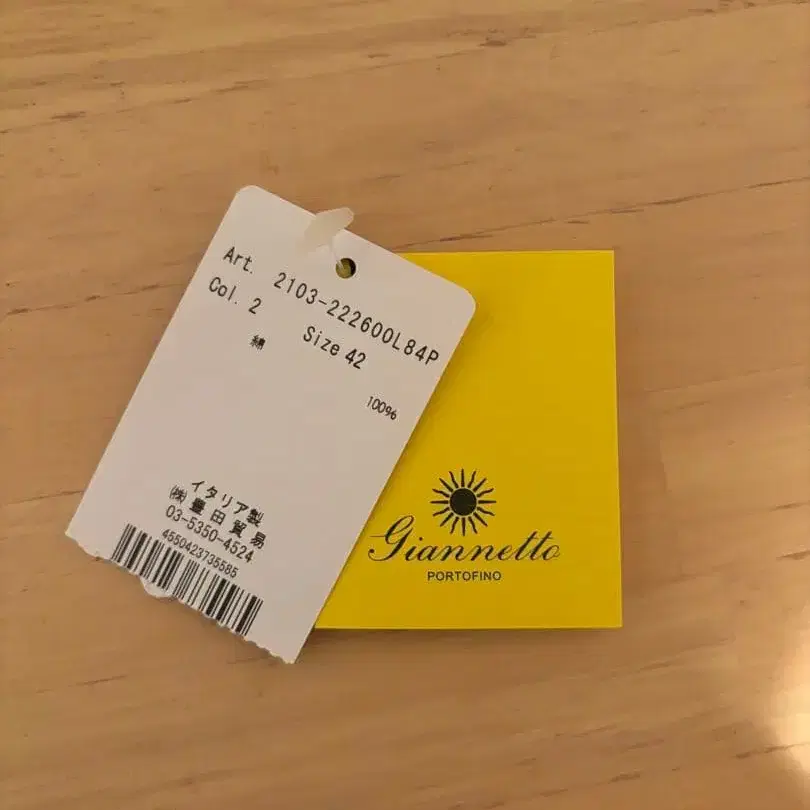 Art. 2103-222600L84P
Col. 2 Size 42
綿 100%
イタリア製
(株) 豊田貿易
03-5350-4524
4550423735585
Giannetto
PORTOFINO